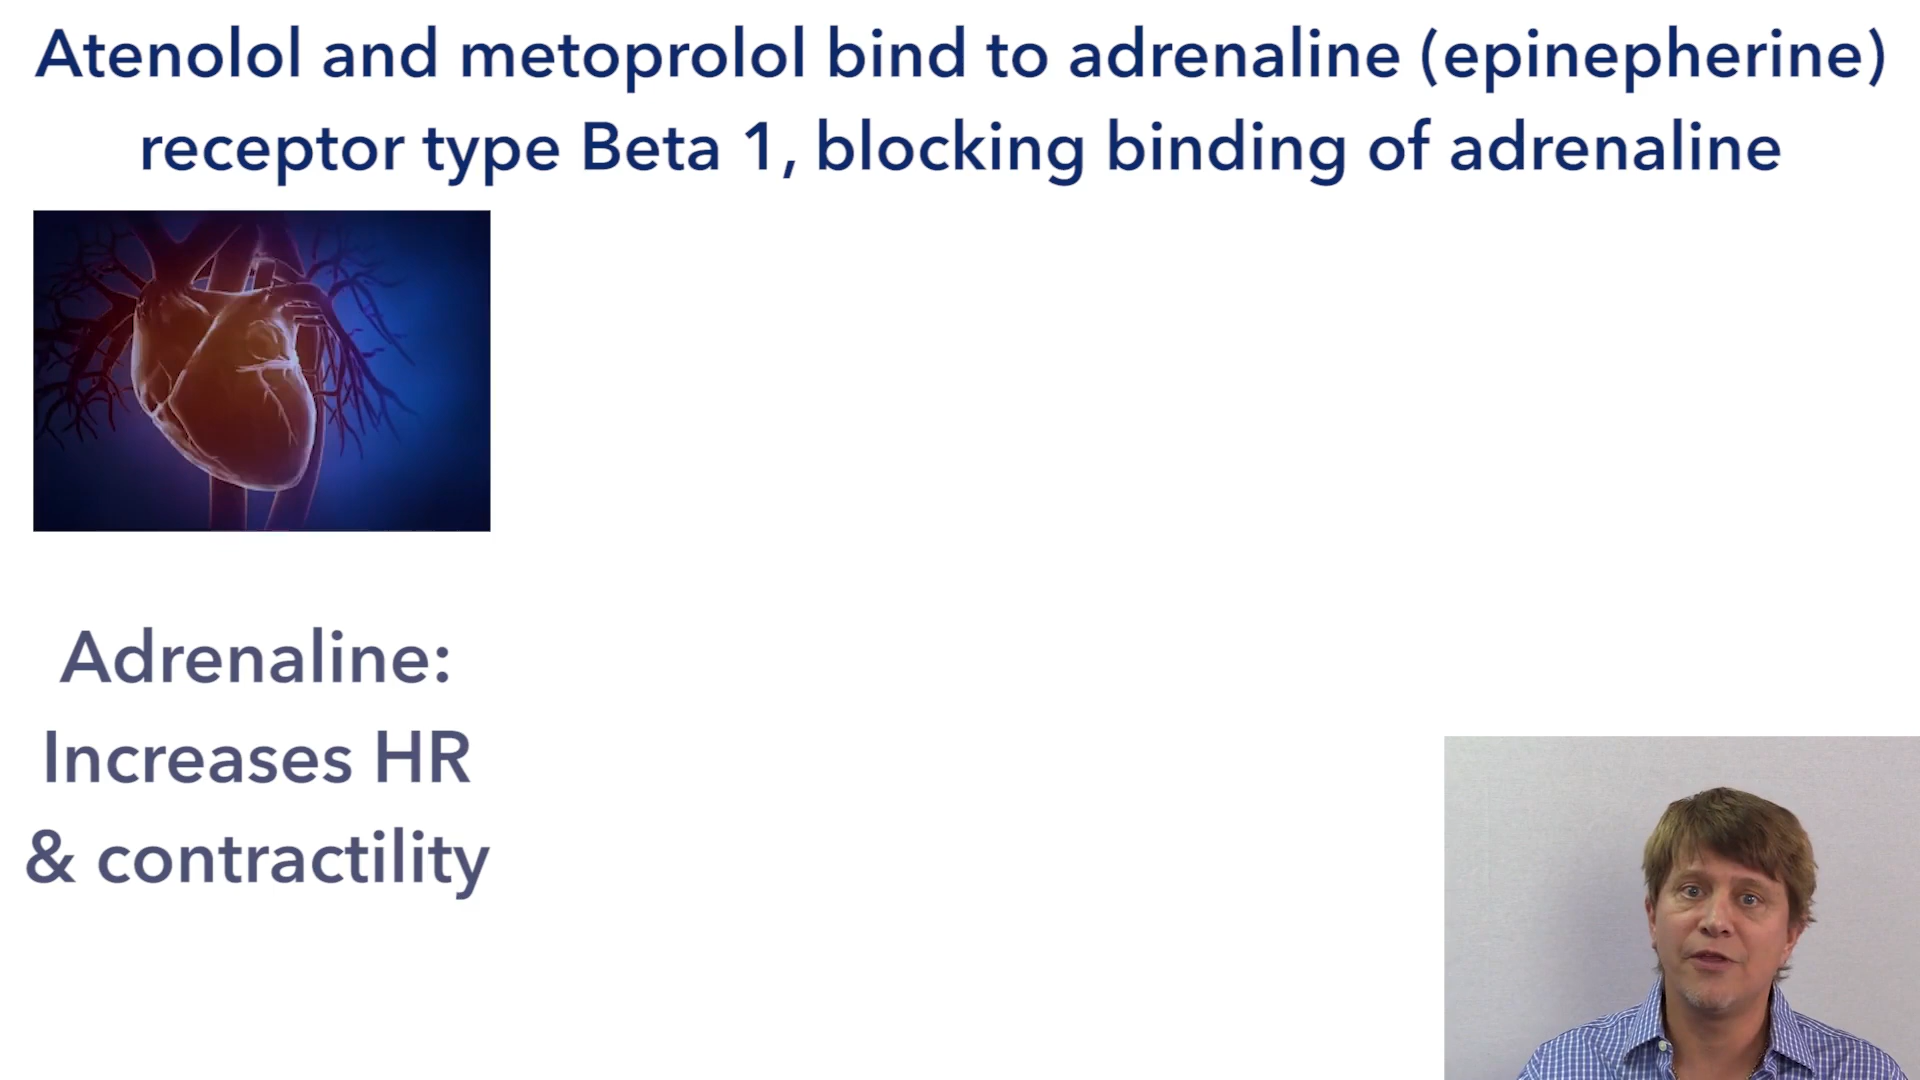 Atenolol and metoprolol bind to adrenaline (epinepherine)
receptor type Beta 1, blocking binding of adrenaline
Adrenaline:
Increases HR
& contractility